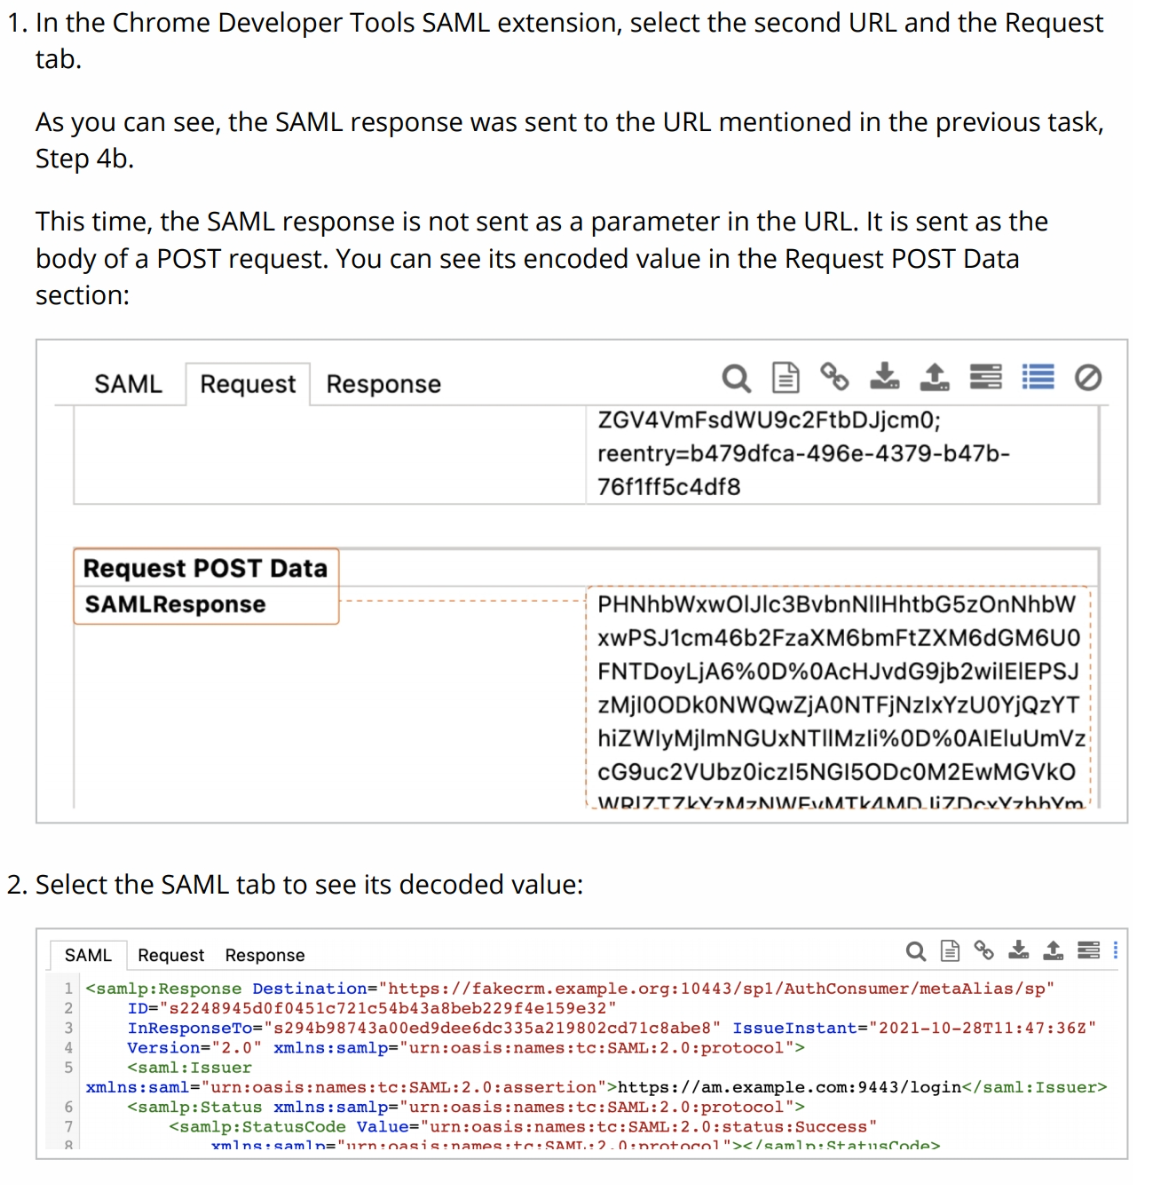 1. In the Chrome Developer Tools SAML extension, select the second URL and the Request
tab.
As you can see, the SAML response was sent to the URL mentioned in the previous task,
Step 4b.
This time, the SAML response is not sent as a parameter in the URL. It is sent as the
body of a POST request. You can see its encoded value in the Request POST Data
section:
SAML Request Response
ZGV4VmFsdWU9c2FtbDJjcm0;
reentry=b479dfca-496e-4379-b47b-
76f1ff5c4df8
Request POST Data
SAMLResponse
PHNhbWxwOlJlc3BvbnNlIHhtbG5zOnNhbW
xwPSJ1cm46b2FzaXM6bmFtZXM6dGM6U0
FNTDoyLjA6%0D%0AcHJvdG9jb2wiIElEPSJ
zMjI0ODk0NWQwZjA0NTFjNzIxYzU0YjQzYT
hiZWIyMjlmNGUxNTllMzIi%0D%0AIEluUmVz
cG9uc2VUbz0iczI5NGI5ODc0M2EwMGVkO
2. Select the SAML tab to see its decoded value:
SAML Request Response
1 <samlp:Response Destination="https://fakecrm.example.org:10443/sp1/AuthConsumer/metaAlias/sp"
2 ID="s2248945d0f0451c721c54b43a8beb229f4e159e32"
3 InResponseTo="s294b98743a00ed9dee6dc335a219802cd71c8abe8" IssueInstant="2021-10-28T11:47:36Z"
4 Version="2.0" xmlns:samlp="urn:oasis:names:tc:SAML:2.0:protocol">
5 <saml:Issuer
xmlns:saml="urn:oasis:names:tc:SAML:2.0:assertion">https://am.example.com:9443/login</saml:Issuer>
6 <samlp:Status xmlns:samlp="urn:oasis:names:tc:SAML:2.0:protocol">
7 <samlp:StatusCode Value="urn:oasis:names:tc:SAML:2.0:status:Success"
8 xmlns:samlp="urn:oasis:names:tc:SAML:2.0:protocol"></samlp:StatusCode>